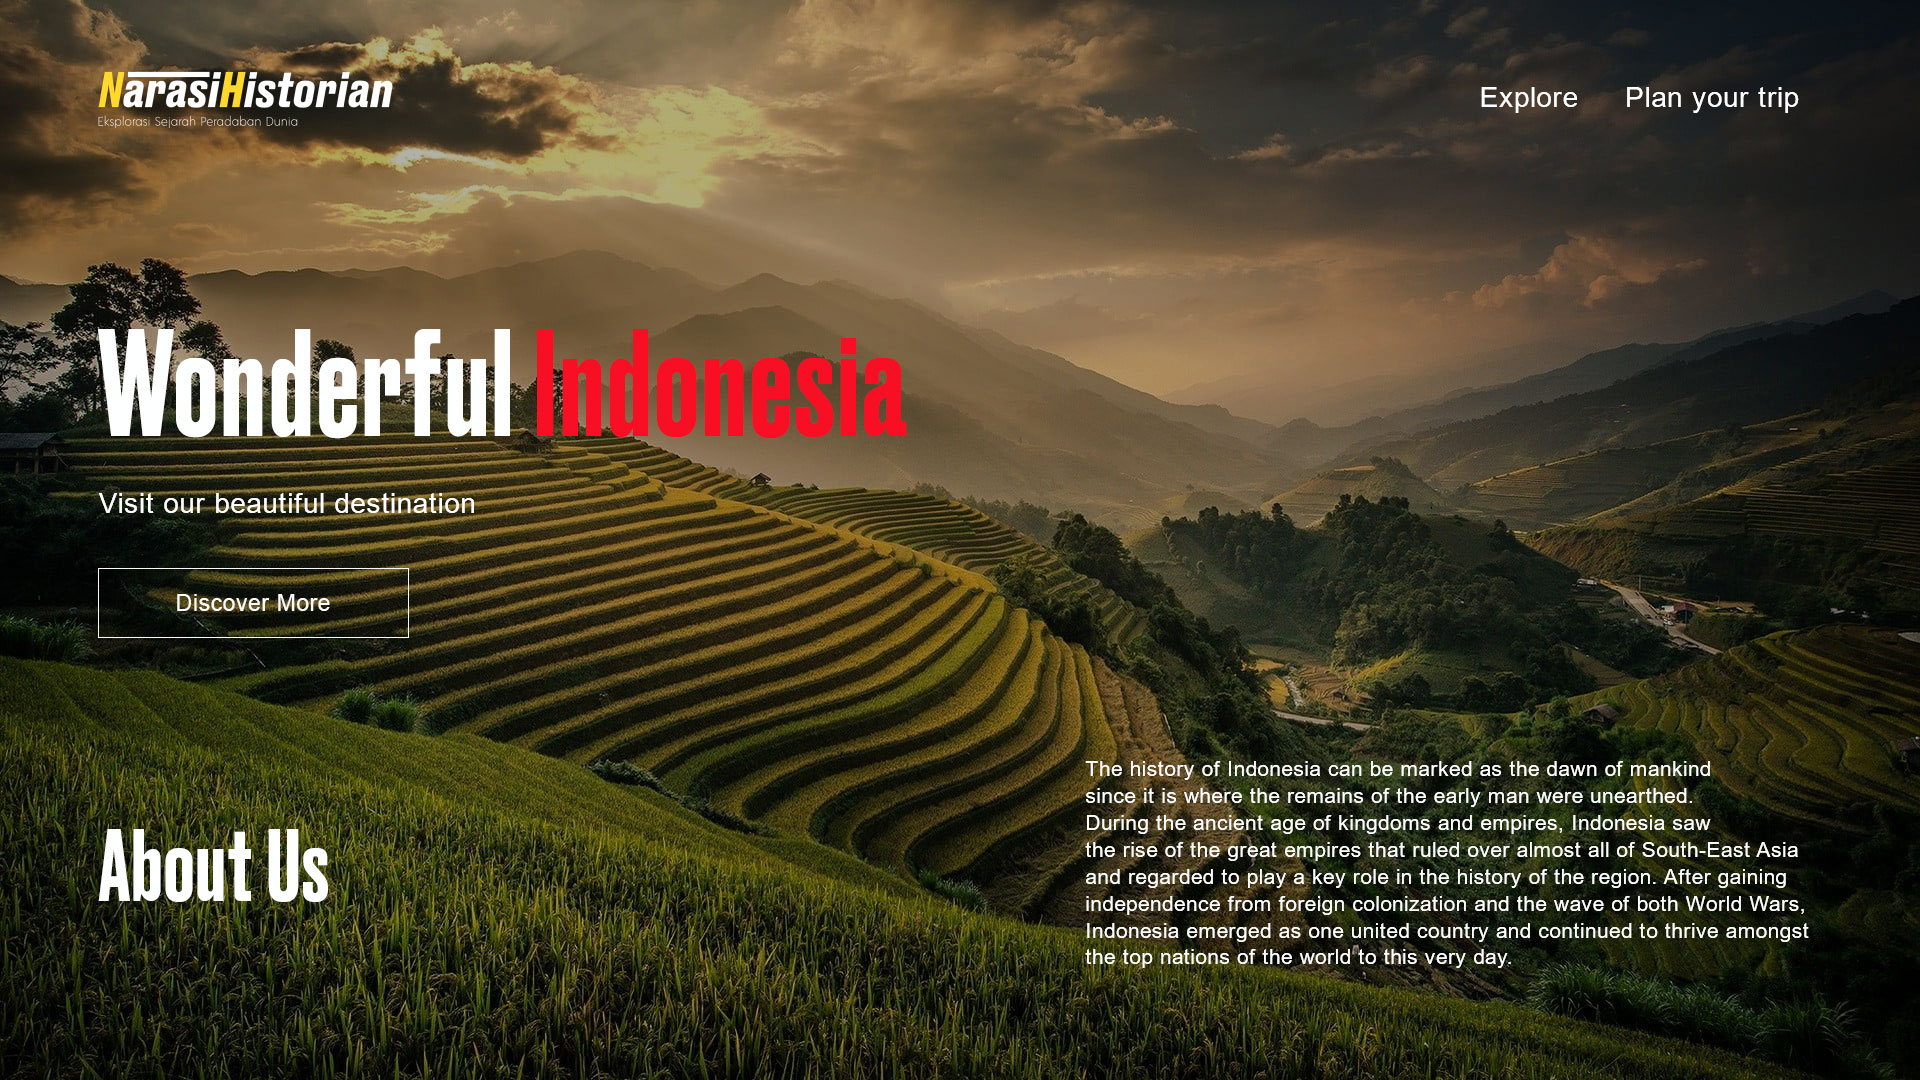 NarasiHistorian
Eksplorasi Sejarah Peradaban Dunia
Explore
Plan your trip
Wonderful Indonesia
Visit our beautiful destination
Discover More
About Us
The history of Indonesia can be marked as the dawn of mankind
since it is where the remains of the early man were unearthed.
During the ancient age of kingdoms and empires, Indonesia saw
the rise of the great empires that ruled over almost all of South-East Asia
and regarded to play a key role in the history of the region. After gaining
independence from foreign colonization and the wave of both World Wars,
Indonesia emerged as one united country and continued to thrive amongst
the top nations of the world to this very day.